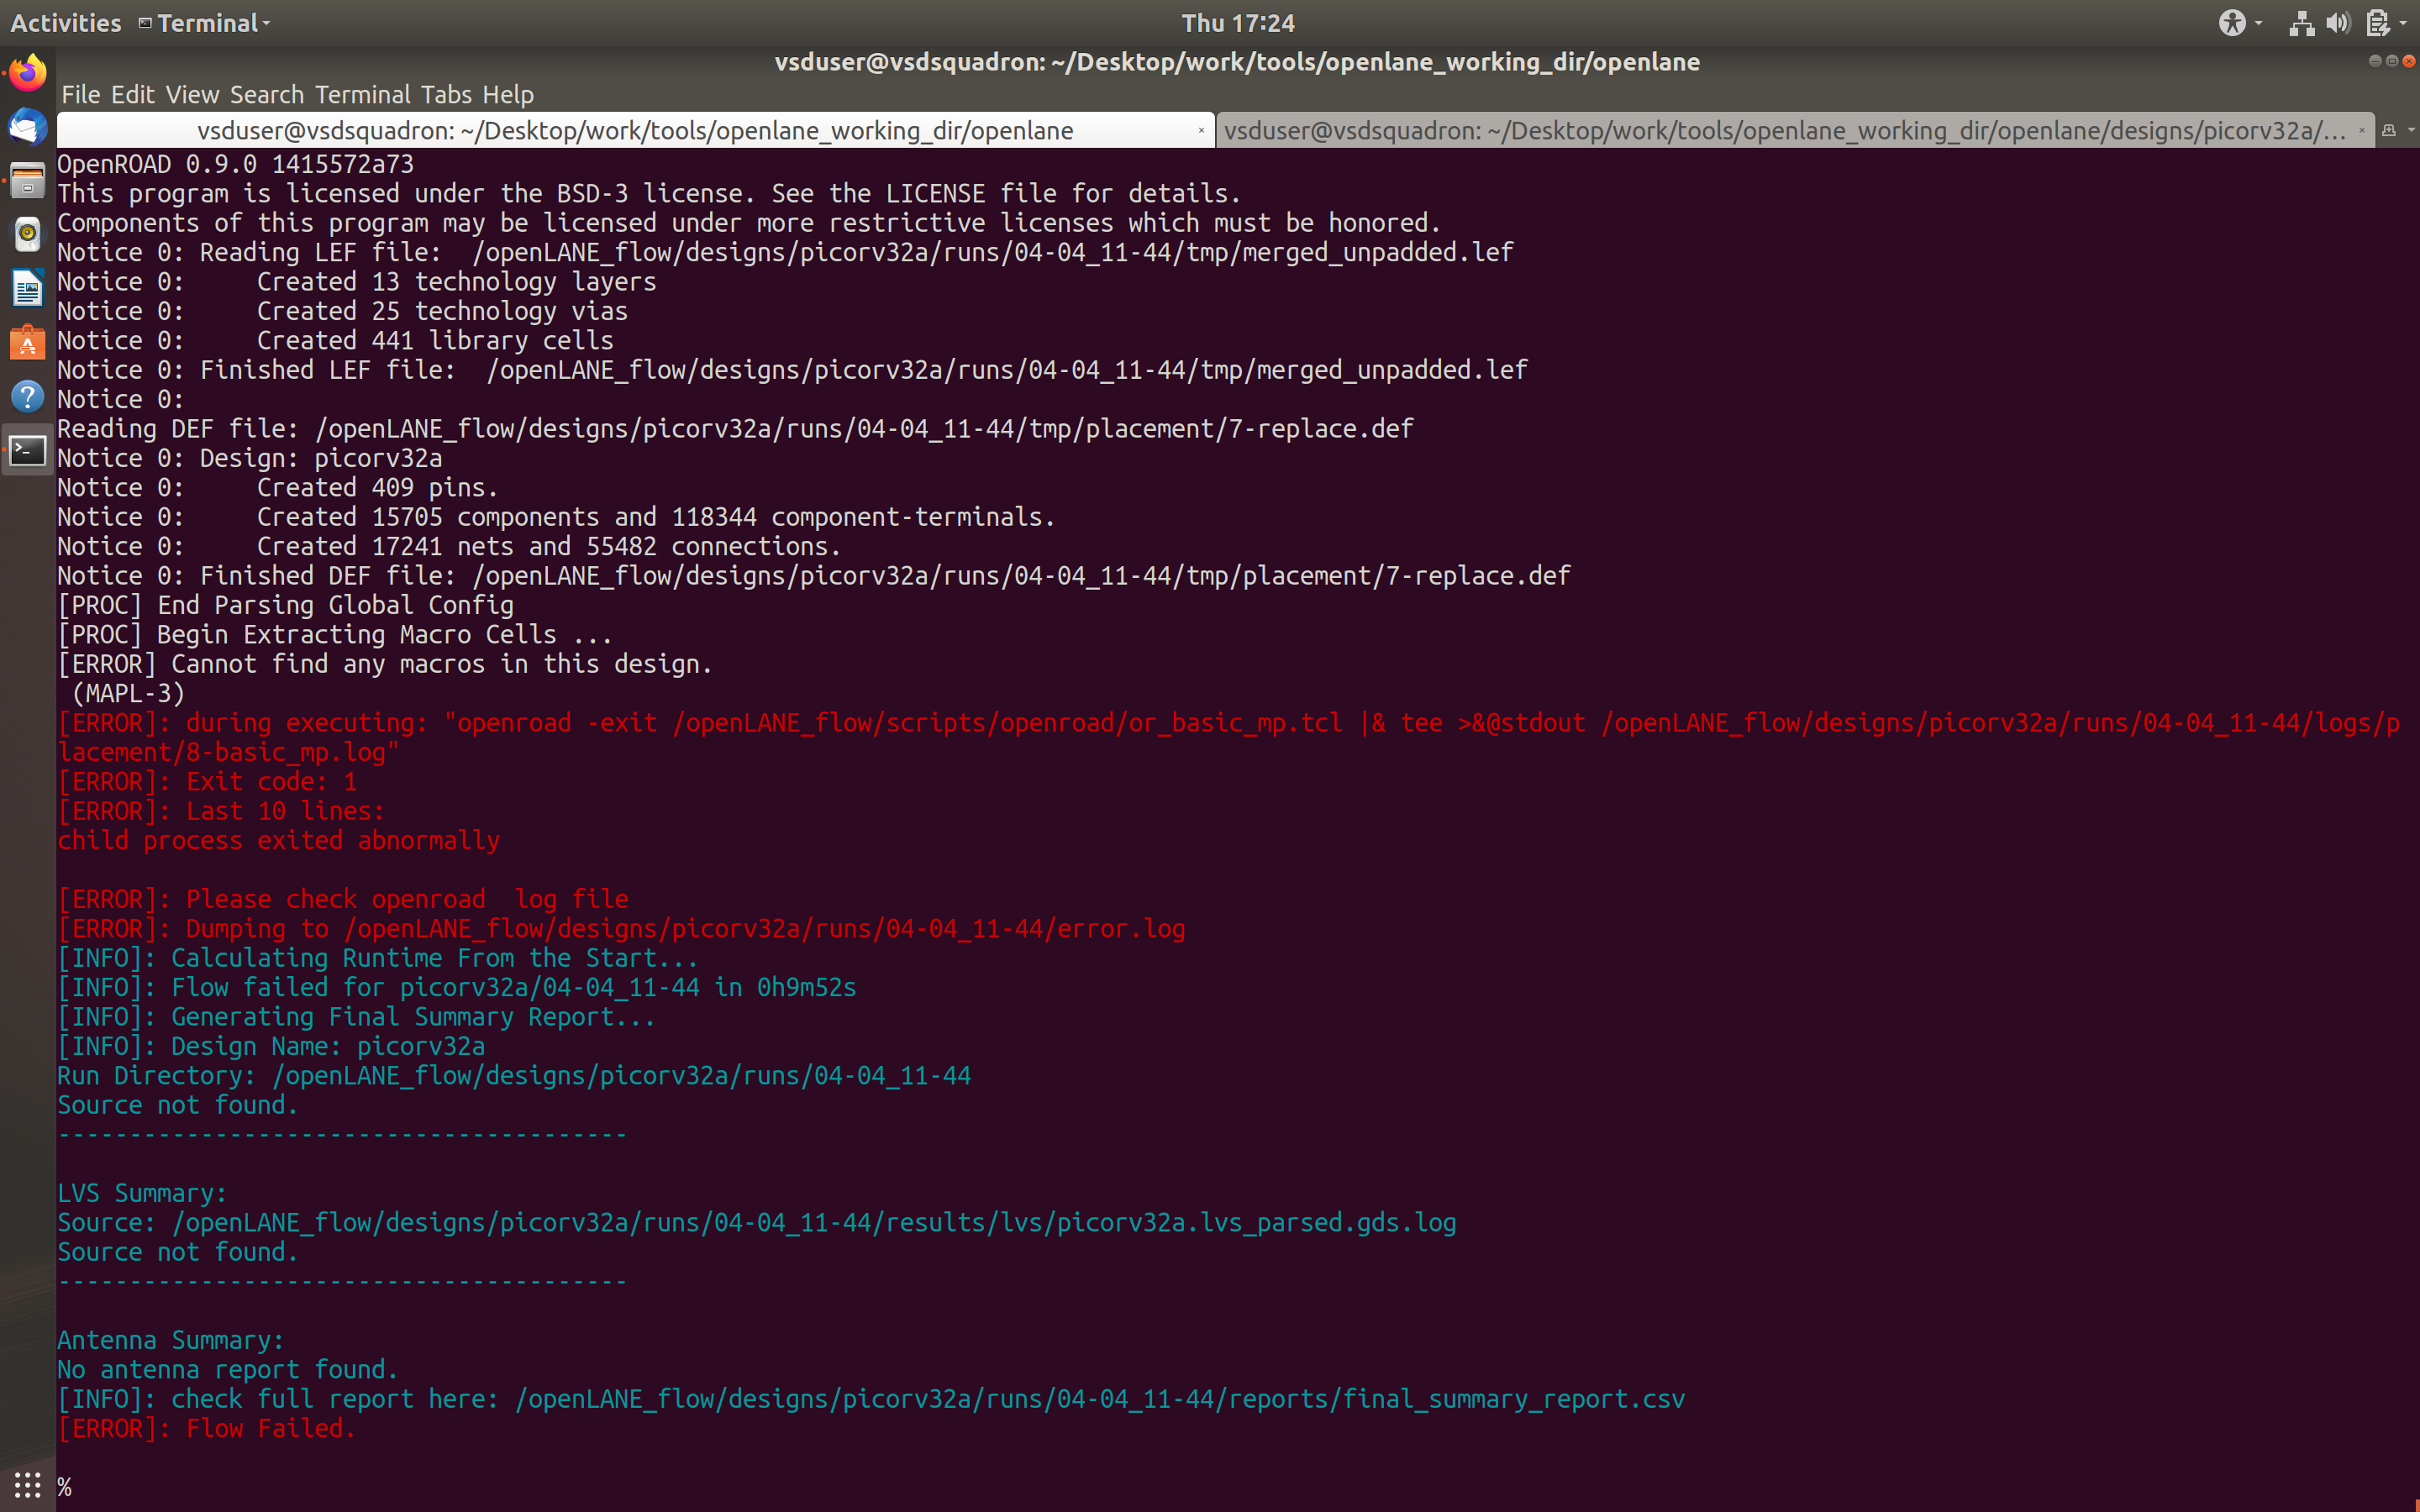 Activities Terminal
Thu 17:24
vsduser@vsdsquadron: ~/Desktop/work/tools/openlane_working_dir/openlane
File Edit View Search Terminal Tabs Help
vsduser@vsdsquadron: ~/Desktop/work/tools/openlane_working_dir/openlane
vsduser@vsdsquadron: ~/Desktop/work/tools/openlane_working_dir/openlane/designs/picorv32a/...
OpenROAD 0.9.0 1415572a73
This program is licensed under the BSD-3 license. See the LICENSE file for details.
Components of this program may be licensed under more restrictive licenses which must be honored.
Notice 0: Reading LEF file:  /openLANE_flow/designs/picorv32a/runs/04-04_11-44/tmp/merged_unpadded.lef
Notice 0:     Created 13 technology layers
Notice 0:     Created 25 technology vias
Notice 0:     Created 441 library cells
Notice 0: Finished LEF file:  /openLANE_flow/designs/picorv32a/runs/04-04_11-44/tmp/merged_unpadded.lef
Notice 0:
Reading DEF file: /openLANE_flow/designs/picorv32a/runs/04-04_11-44/tmp/placement/7-replace.def
Notice 0: Design: picorv32a
Notice 0:     Created 409 pins.
Notice 0:     Created 15705 components and 118344 component-terminals.
Notice 0:     Created 17241 nets and 55482 connections.
Notice 0: Finished DEF file: /openLANE_flow/designs/picorv32a/runs/04-04_11-44/tmp/placement/7-replace.def
[PROC] End Parsing Global Config
[PROC] Begin Extracting Macro Cells ...
[ERROR] Cannot find any macros in this design.
 (MAPL-3)
[ERROR]: during executing: "openroad -exit /openLANE_flow/scripts/openroad/or_basic_mp.tcl |& tee >&@stdout /openLANE_flow/designs/picorv32a/runs/04-04_11-44/logs/p
lacement/8-basic_mp.log"
[ERROR]: Exit code: 1
[ERROR]: Last 10 lines:
child process exited abnormally
[ERROR]: Please check openroad  log file
[ERROR]: Dumping to /openLANE_flow/designs/picorv32a/runs/04-04_11-44/error.log
[INFO]: Calculating Runtime From the Start...
[INFO]: Flow failed for picorv32a/04-04_11-44 in 0h9m52s
[INFO]: Generating Final Summary Report...
[INFO]: Design Name: picorv32a
Run Directory: /openLANE_flow/designs/picorv32a/runs/04-04_11-44
Source not found.
----------------------------------------
LVS Summary:
Source: /openLANE_flow/designs/picorv32a/runs/04-04_11-44/results/lvs/picorv32a.lvs_parsed.gds.log
Source not found.
----------------------------------------
Antenna Summary:
No antenna report found.
[INFO]: check full report here: /openLANE_flow/designs/picorv32a/runs/04-04_11-44/reports/final_summary_report.csv
[ERROR]: Flow Failed.
%